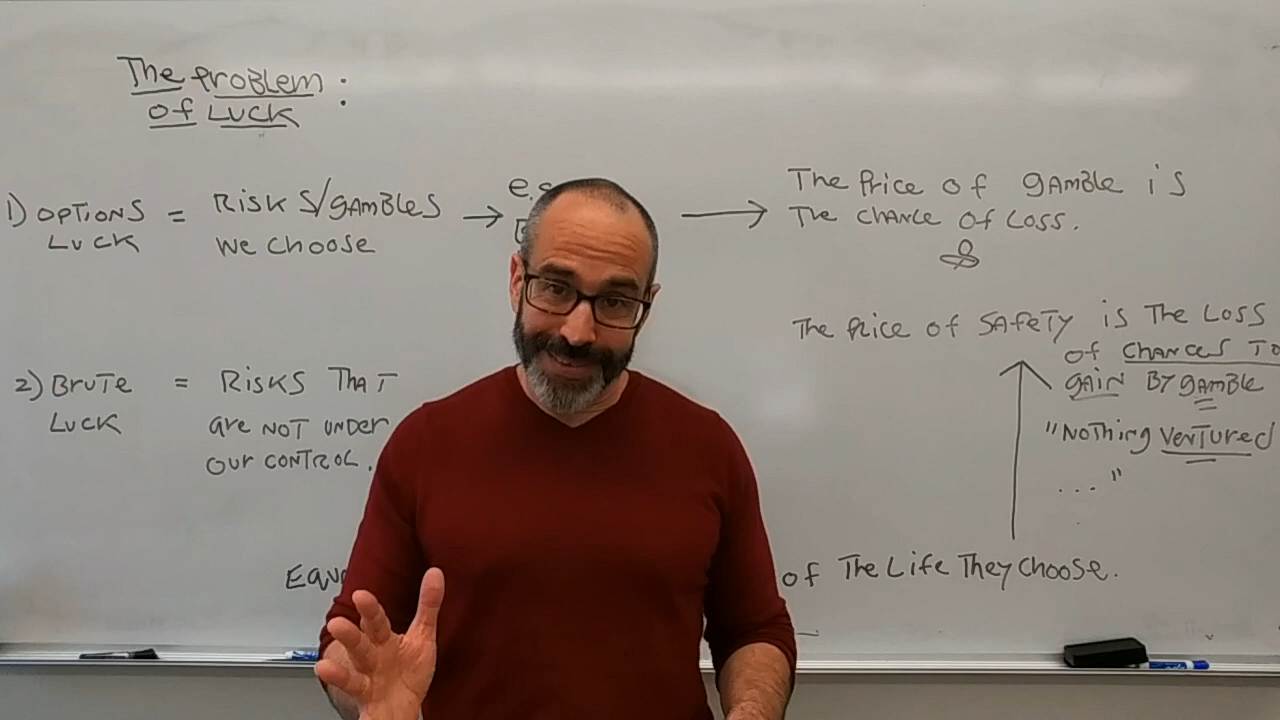 The Problem :
of Luck
1) OPTIONS = RISKS/GAMBLES → e.g → The Price of gAMBLE is
LUCK we choose The CHANCE of Loss.
&
The Price of SAFETY is The Loss
of CHANCES TO
gAIN BY gAMBLE
"NoThing VenTured
..."
2) BRUTE = RISKS THAT
LUCK are NOT UNDER
our CONTROL.
of The Life They Choose.